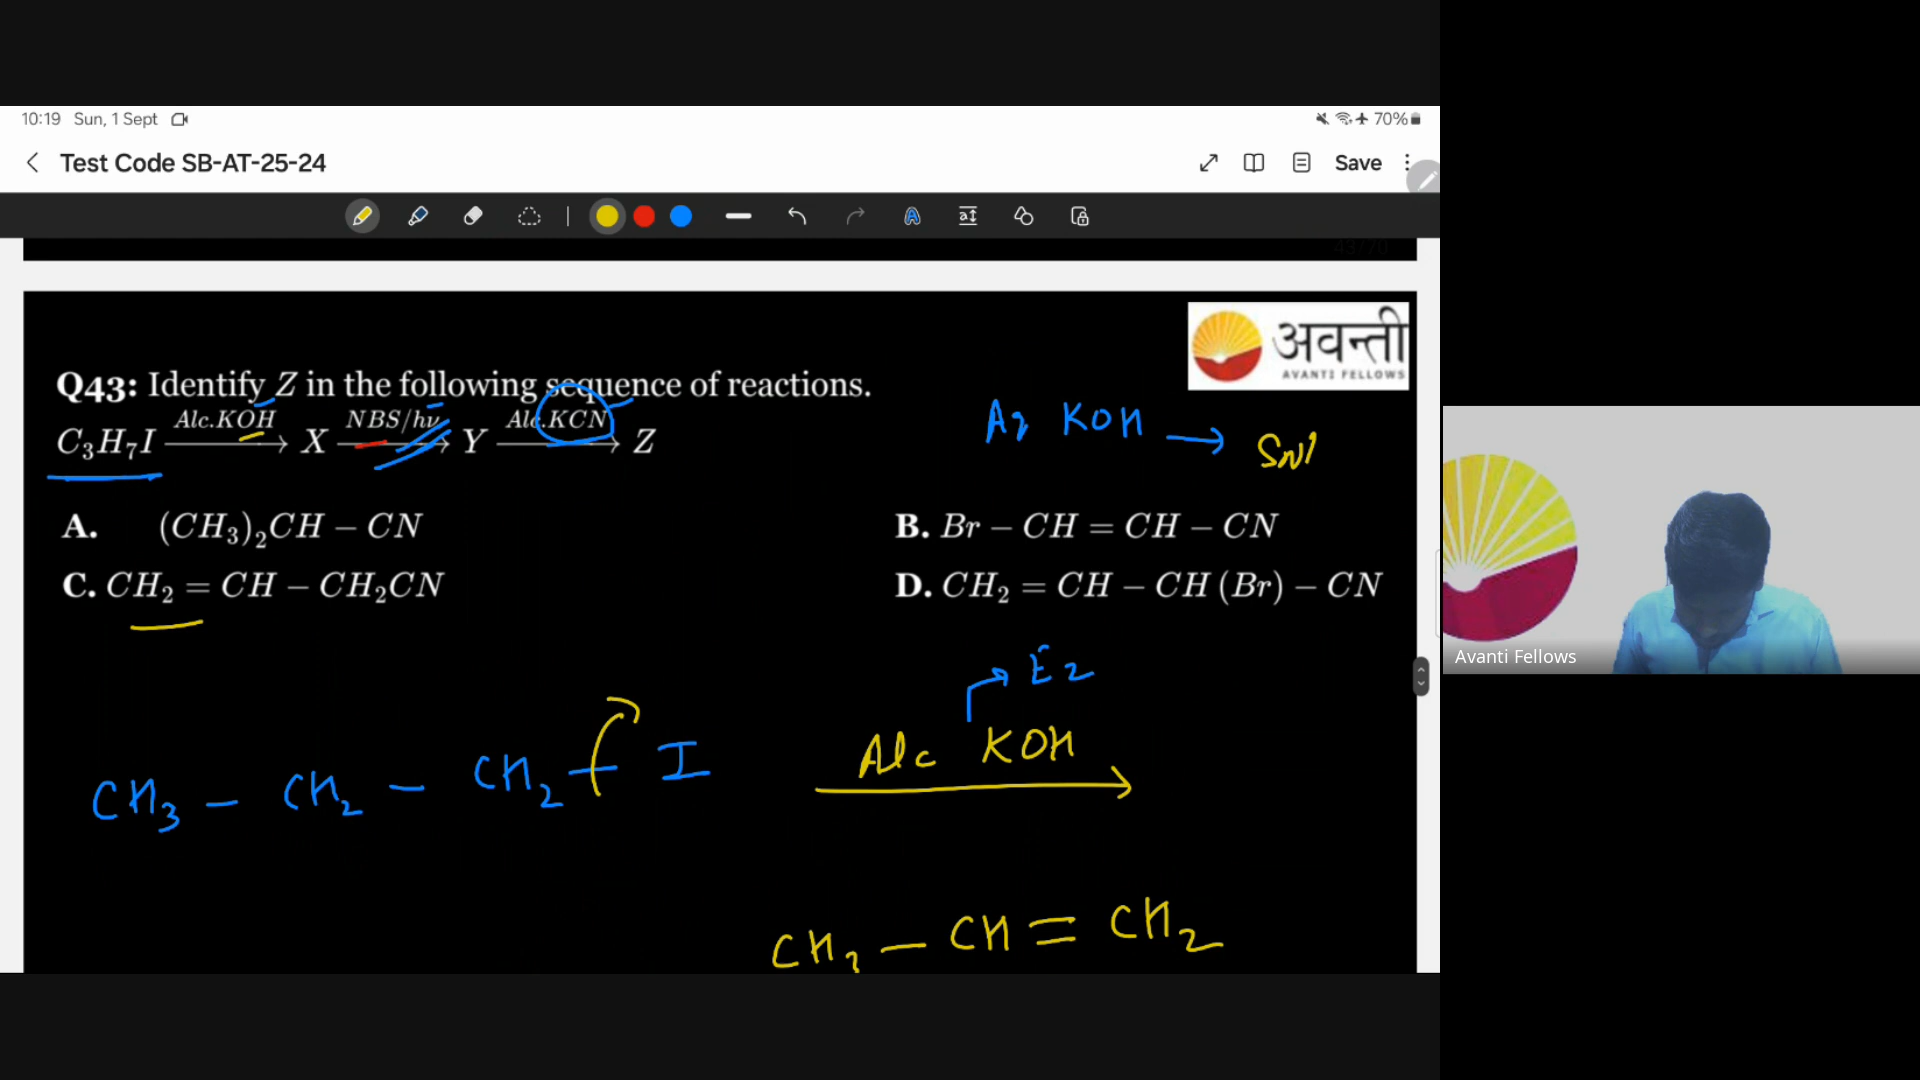 10:19 Sun, 1 Sept 70%
Test Code SB-AT-25-24
Save
43/70
अवन्ती
AVANTI FELLOWS
Q43: Identify Z in the following sequence of reactions.
C₃H₇I —Alc.KOH→ X —NBS/hν→ Y —Alc.KCN→ Z
Aq KOH → SN1
A. (CH₃)₂CH − CN
B. Br − CH = CH − CN
C. CH₂ = CH − CH₂CN
D. CH₂ = CH − CH (Br) − CN
E2
Alc KOH
CH₃ − CH₂ − CH₂ − I
CH₃ − CH = CH₂
Avanti Fellows